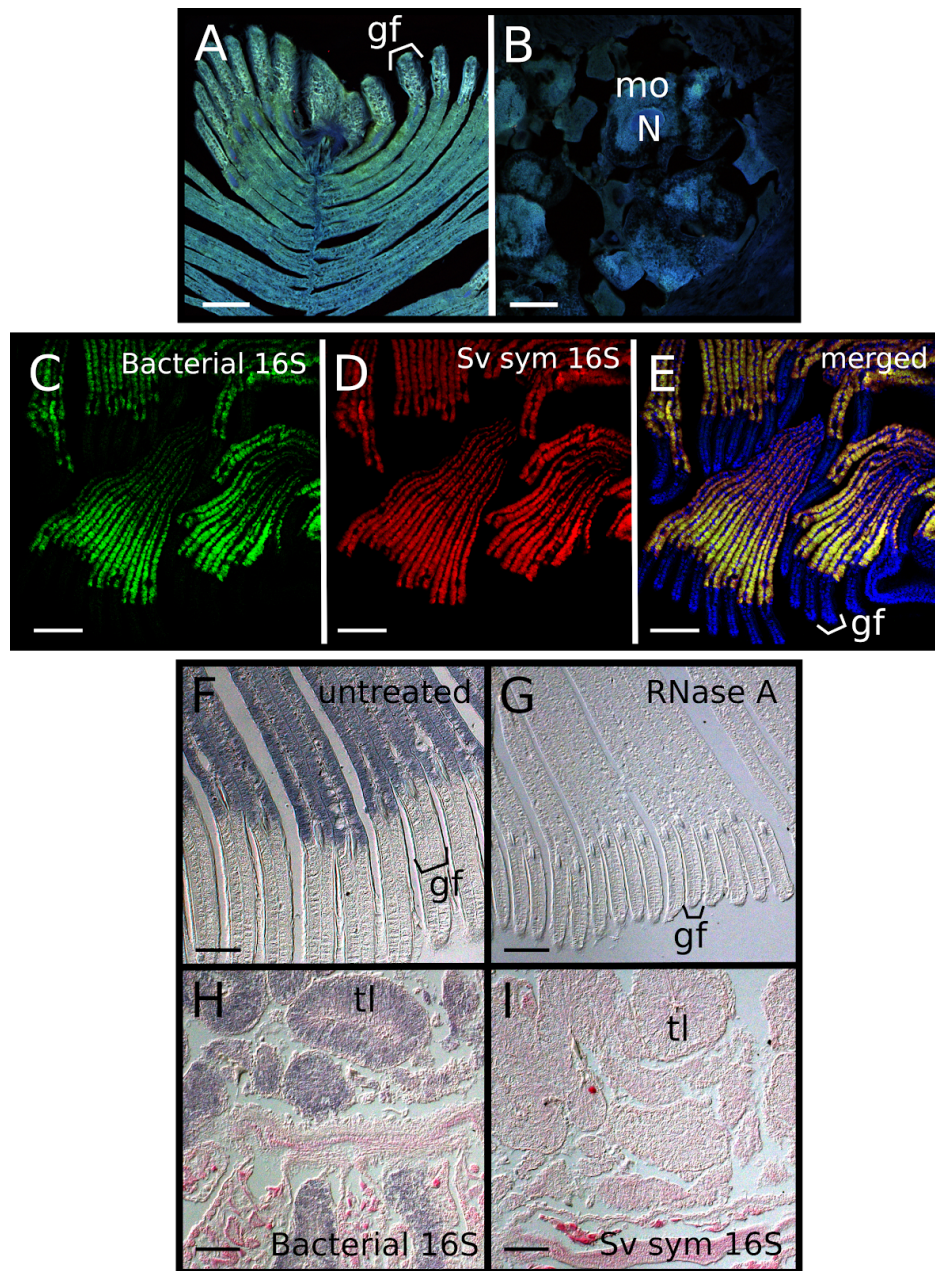 A
gf
B
mo
N
C
Bacterial 16S
D
Sv sym 16S
E
merged
gf
F
untreated
gf
G
RNase A
gf
H
tl
Bacterial 16S
I
tl
Sv sym 16S